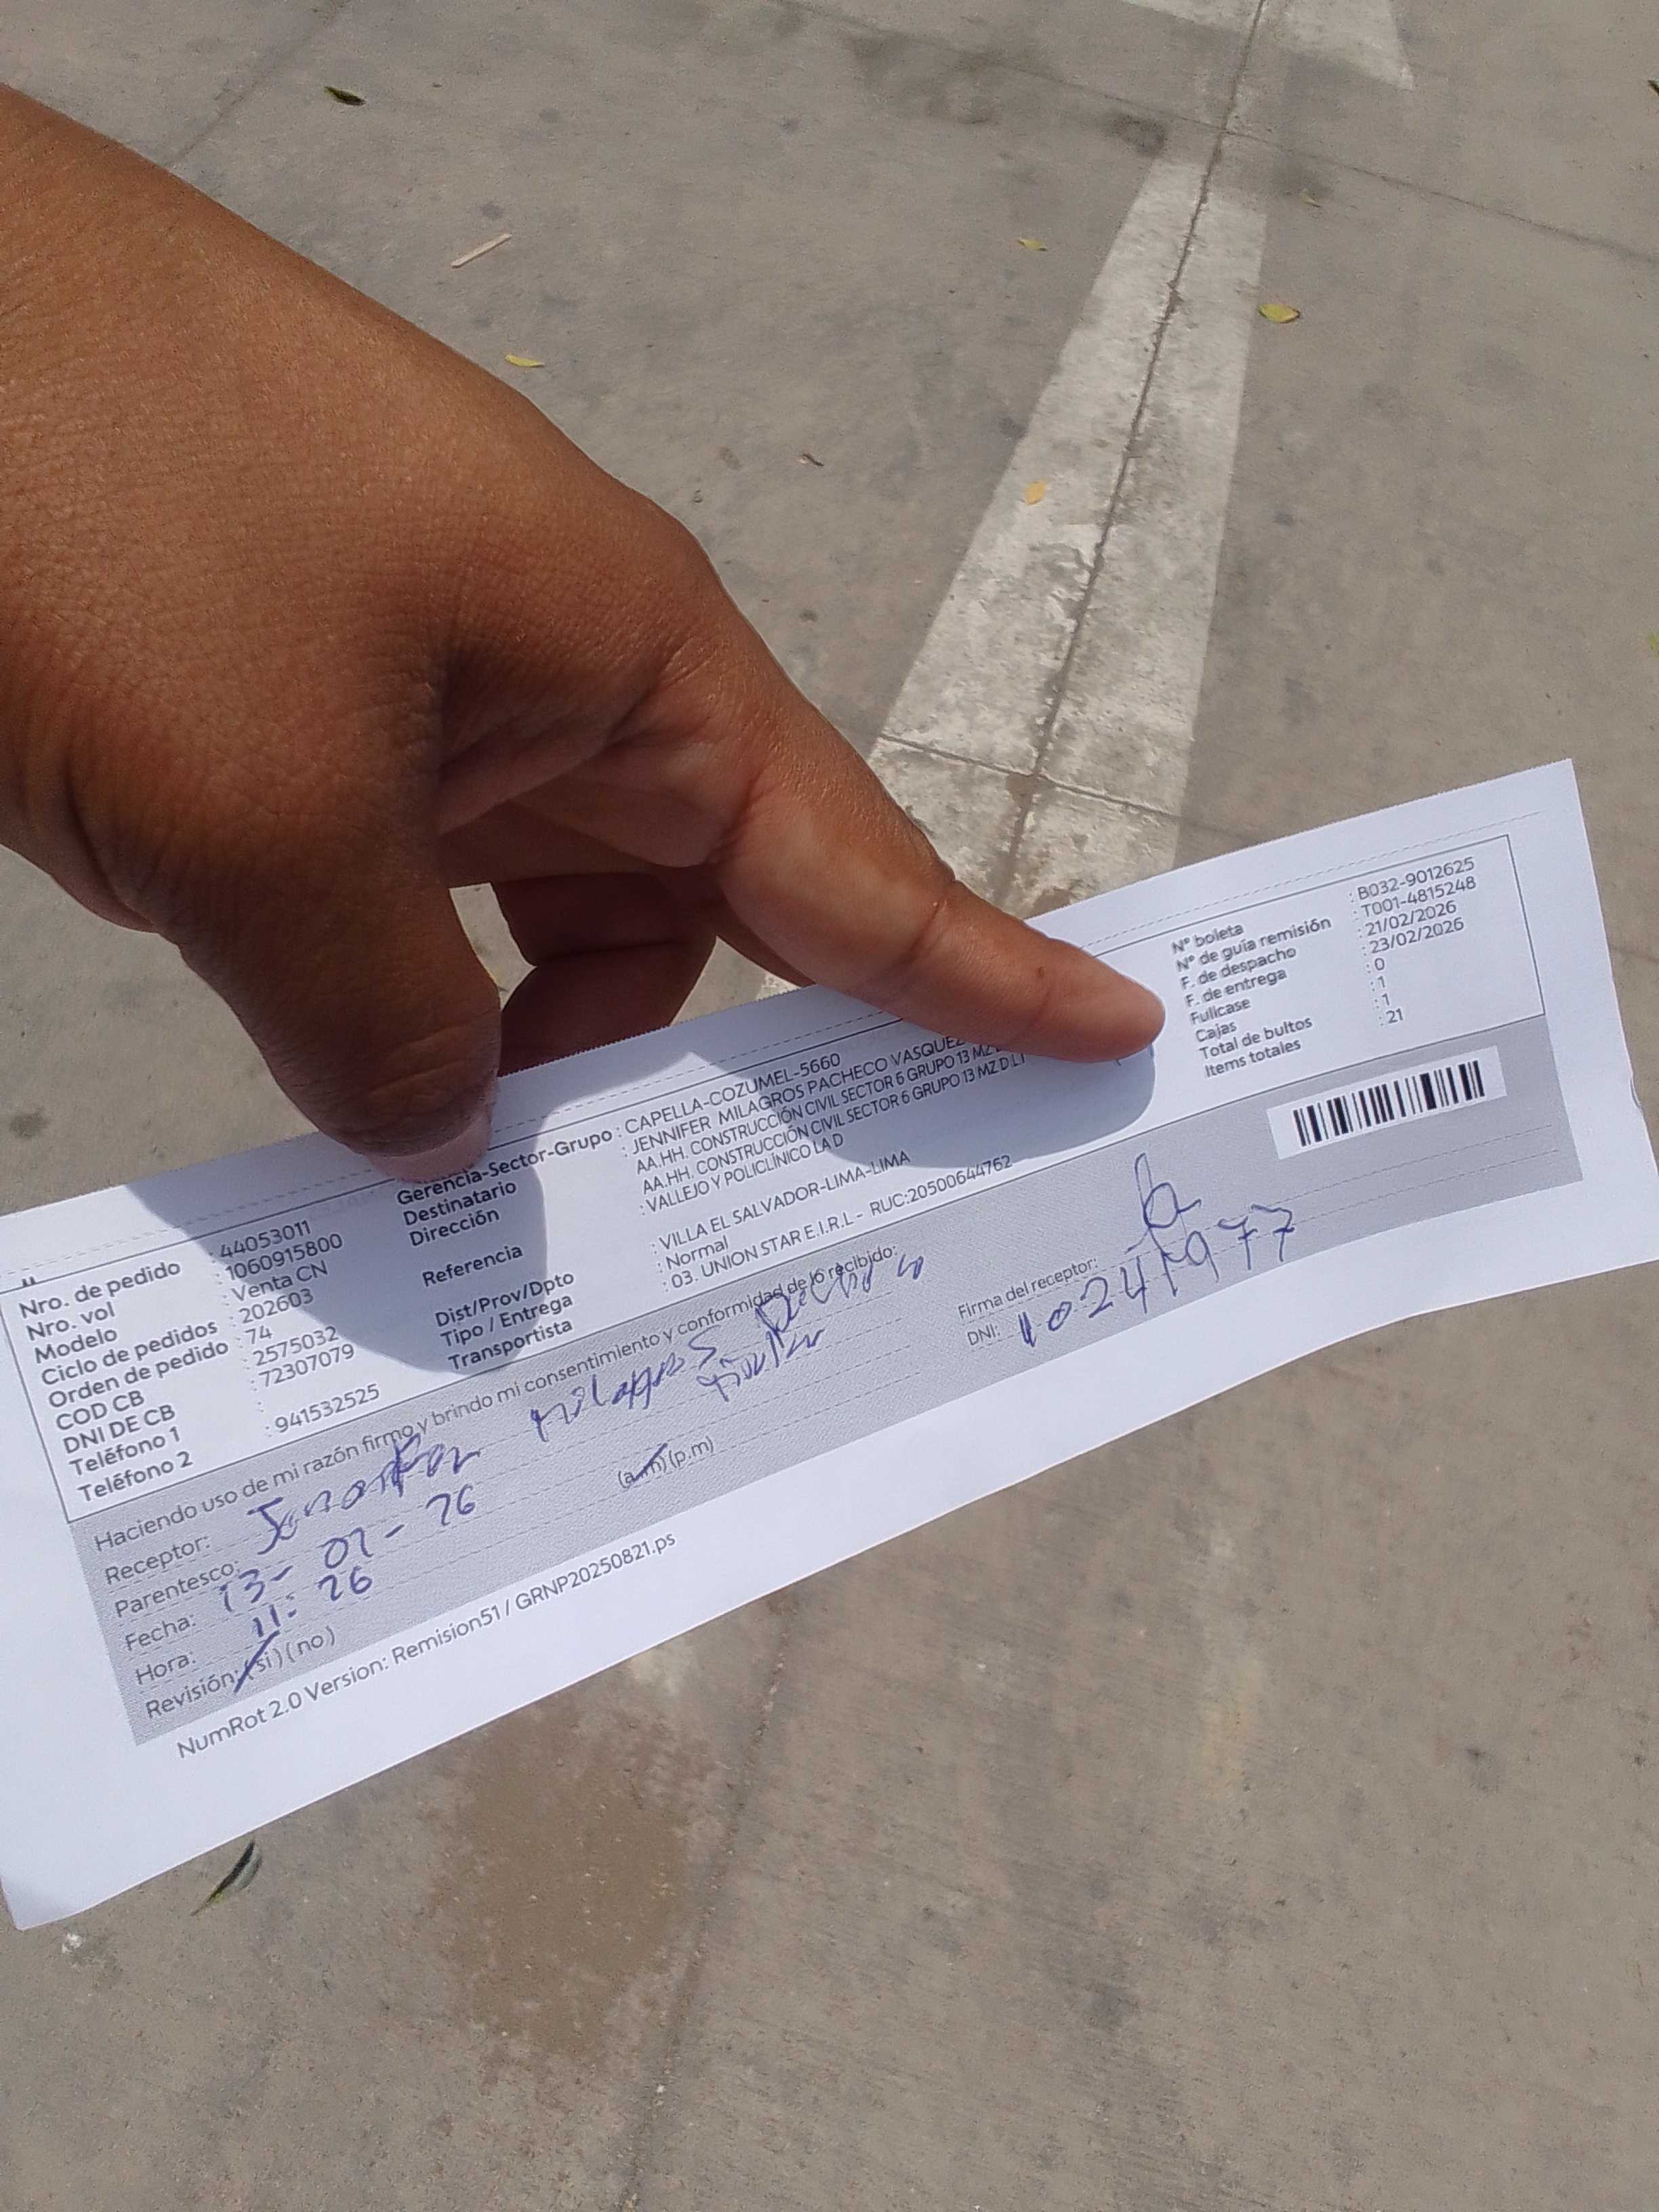 Nro. de pedido : 44053011
Nro. vol : 1060915800
Modelo : Venta CN
Ciclo de pedidos : 202603
Orden de pedido : 74
COD CB : 2575032
DNI DE CB : 72307079
Teléfono 1
Teléfono 2 : 941532525
Gerencia-Sector-Grupo : CAPELLA-COZUMEL-5660
Destinatario : JENNIFER MILAGROS PACHECO VASQUEZ
Dirección AA.HH. CONSTRUCCIÓN CIVIL SECTOR 6 GRUPO 13 MZ
AA.HH. CONSTRUCCIÓN CIVIL SECTOR 6 GRUPO 13 MZ D LT
Referencia : VALLEJO Y POLICLÍNICO LA D
Dist/Prov/Dpto : VILLA EL SALVADOR-LIMA-LIMA
Tipo / Entrega : Normal
Transportista : 03. UNION STAR E.I.R.L - RUC:20500644762
N° boleta : B032-9012625
N° de guía remisión : T001-4815248
F. de despacho : 21/02/2026
F. de entrega : 23/02/2026
Fullcase : 0
Cajas : 1
Total de bultos : 1
Items totales : 21
Haciendo uso de mi razón firmo y brindo mi consentimiento y conformidad de lo recibido:
Receptor: milagros
Parentesco:
Fecha:
Hora: 11:26 (a.m) (p.m)
Revisión: (si) (no)
Firma del receptor:
DNI: 10241977
NumRot 2.0 Version: Remision51 / GRNP20250821.ps